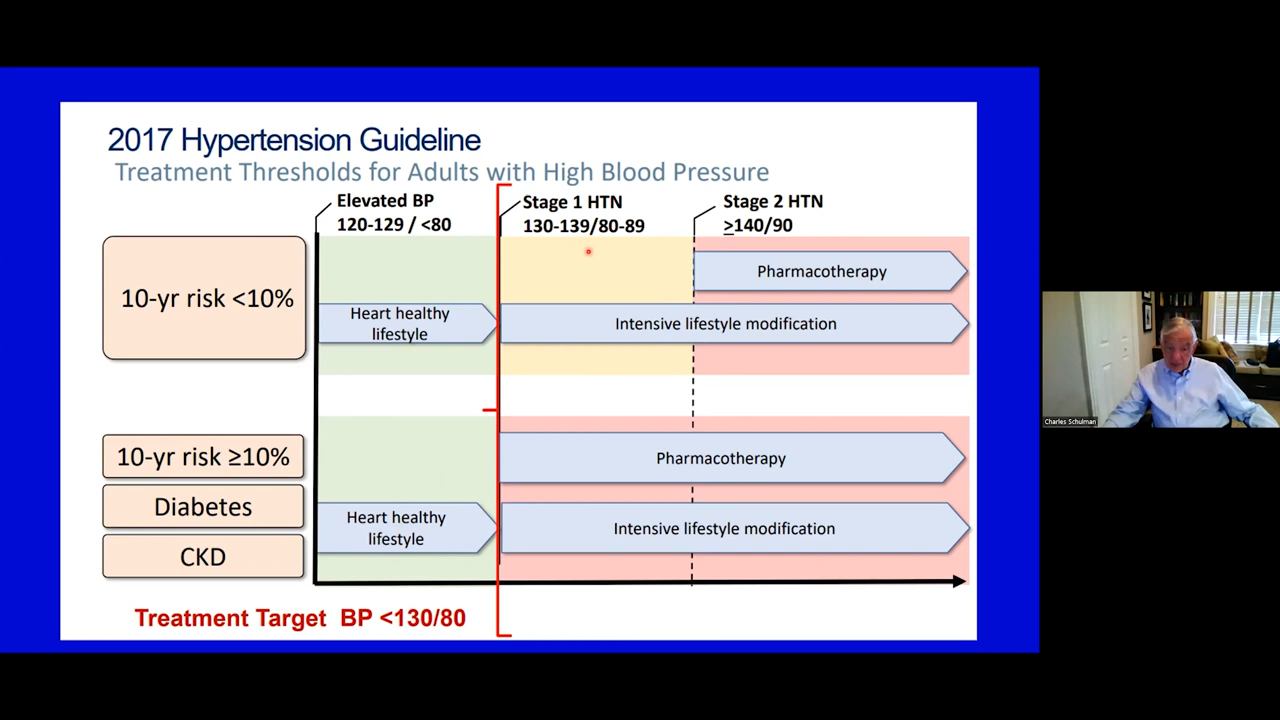 2017 Hypertension Guideline
Treatment Thresholds for Adults with High Blood Pressure
Elevated BP
120-129 / <80
Stage 1 HTN
130-139/80-89
Stage 2 HTN
≥140/90
10-yr risk <10%
Pharmacotherapy
Heart healthy
lifestyle
Intensive lifestyle modification
10-yr risk ≥10%
Diabetes
CKD
Pharmacotherapy
Heart healthy
lifestyle
Intensive lifestyle modification
Treatment Target BP <130/80
Charles Schulman